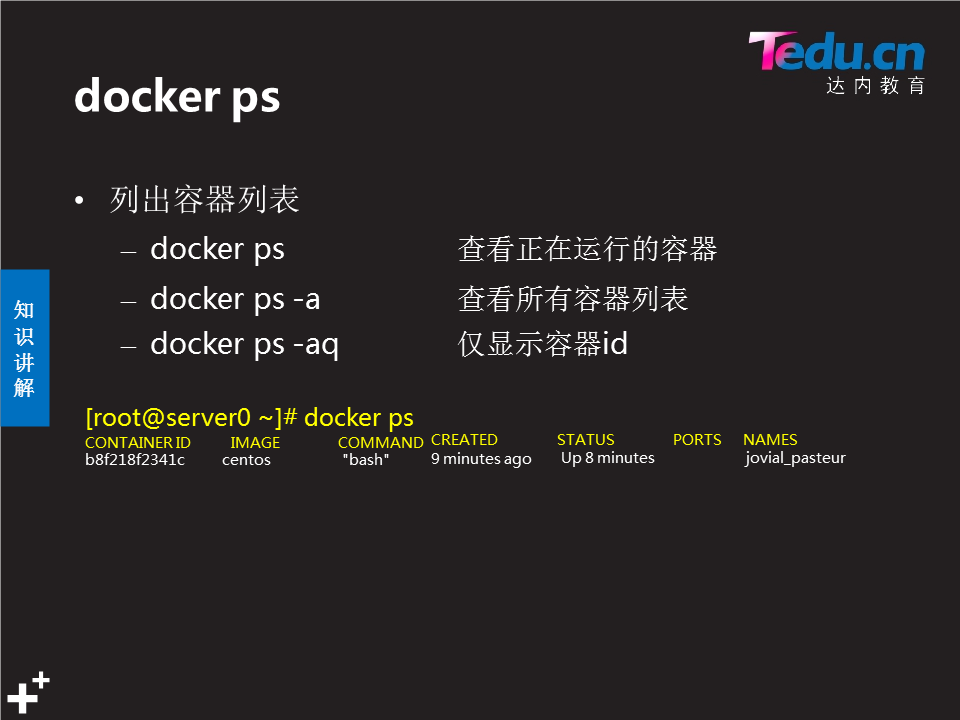 Tedu.cn
达内教育
docker ps
• 列出容器列表
– docker ps 查看正在运行的容器
– docker ps -a 查看所有容器列表
– docker ps -aq 仅显示容器id
知识讲解
[root@server0 ~]# docker ps
CONTAINER ID IMAGE COMMAND CREATED STATUS PORTS NAMES
b8f218f2341c centos "bash" 9 minutes ago Up 8 minutes jovial_pasteur